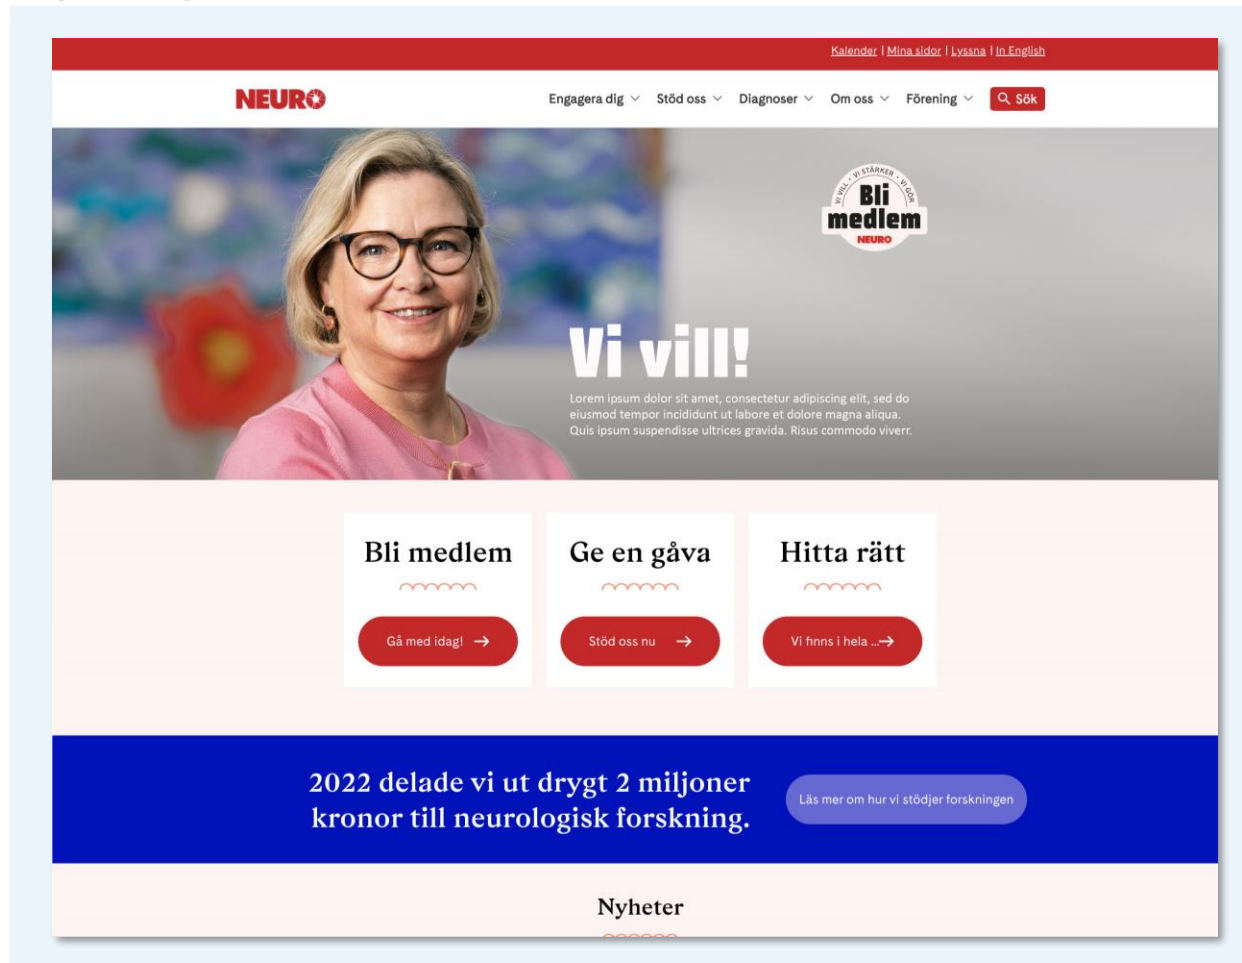 Kalender | Mina sidor | Lyssna | In English
NEURO
Engagera dig
Stöd oss
Diagnoser
Om oss
Förening
Sök
VI VILL · VI STÄRKER · VI GÖR
Bli
medlem
NEURO
Vi vill!
Lorem ipsum dolor sit amet, consectetur adipiscing elit, sed do
eiusmod tempor incididunt ut labore et dolore magna aliqua.
Quis ipsum suspendisse ultrices gravida. Risus commodo viverr.
Bli medlem
Gå med idag! →
Ge en gåva
Stöd oss nu →
Hitta rätt
Vi finns i hela ...→
2022 delade vi ut drygt 2 miljoner
kronor till neurologisk forskning.
Läs mer om hur vi stödjer forskningen
Nyheter